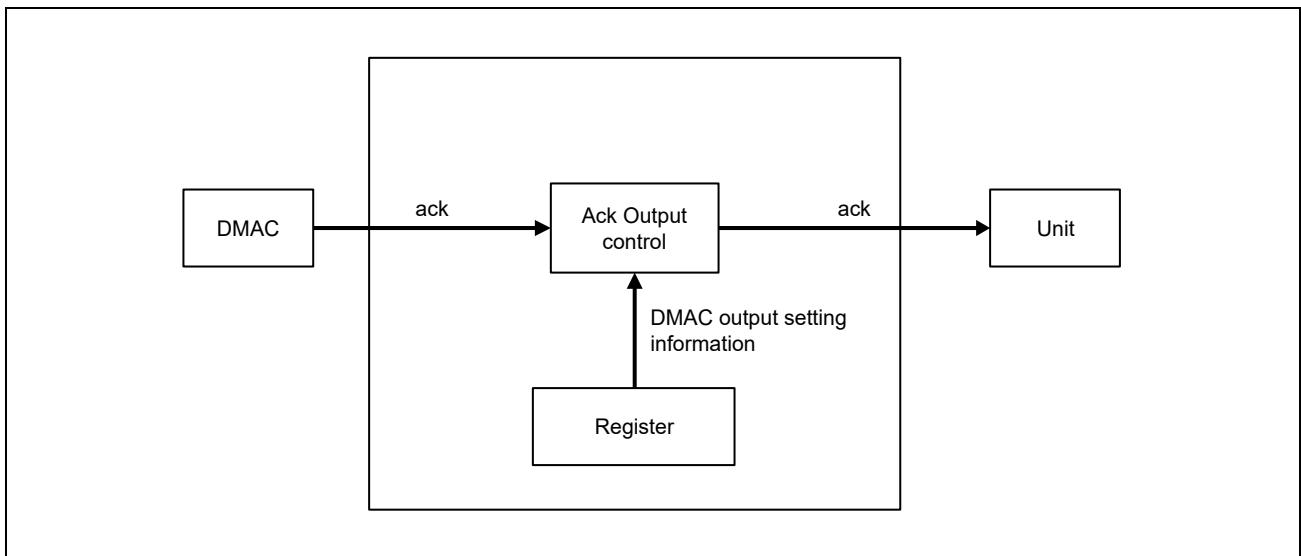 DMAC
ack
Ack Output
control
ack
Unit
DMAC output setting
information
Register